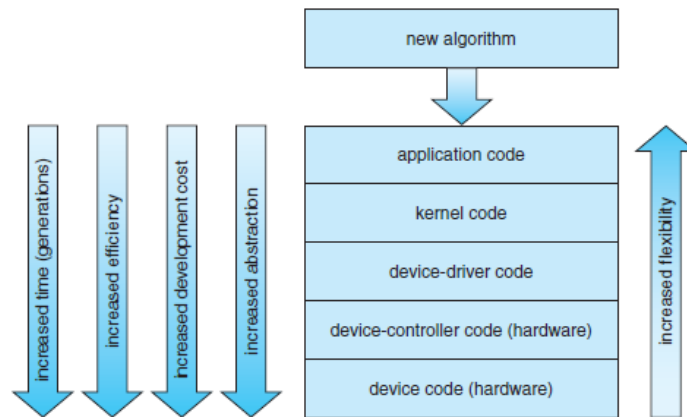 new algorithm
increased time (generations)
increased efficiency
increased development cost
increased abstraction
application code
kernel code
device-driver code
device-controller code (hardware)
device code (hardware)
increased flexibility